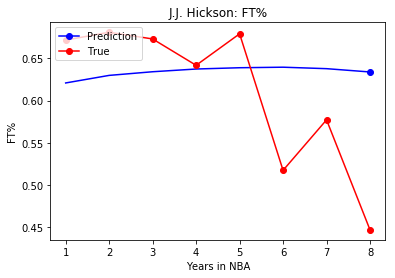 J.J. Hickson: FT%
Prediction
True
0.65
0.60
0.55
0.50
0.45
FT%
1 2 3 4 5 6 7 8
Years in NBA